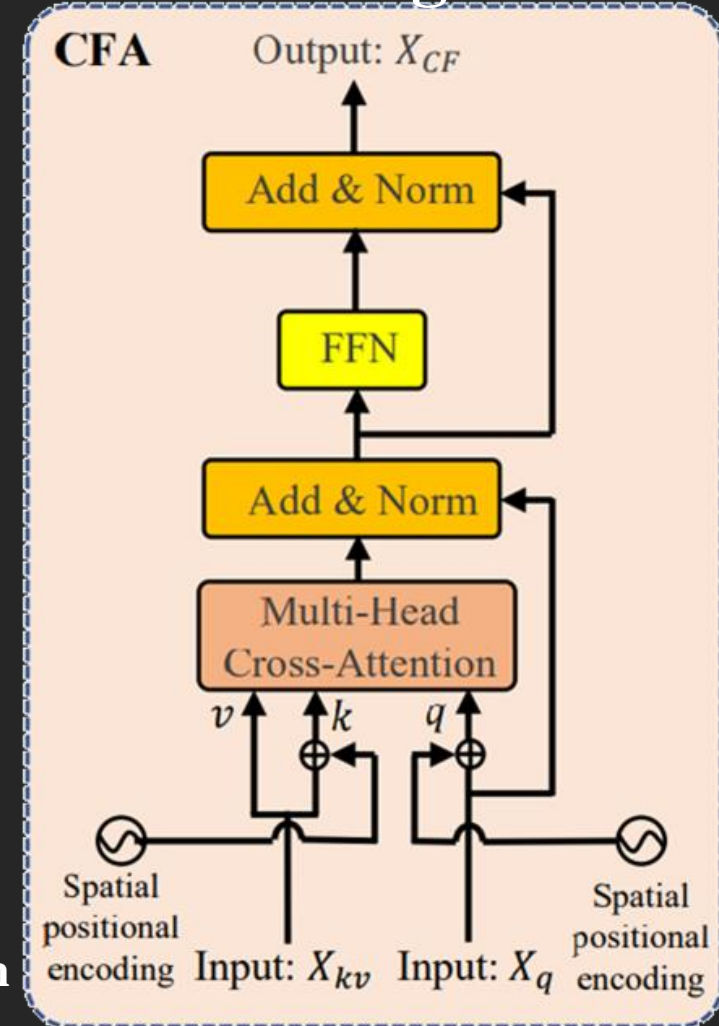 CFA
Output: X_CF
Add & Norm
FFN
Add & Norm
Multi-Head
Cross-Attention
v k q
Spatial
positional
encoding
Input: X_kv
Input: X_q
Spatial
positional
encoding